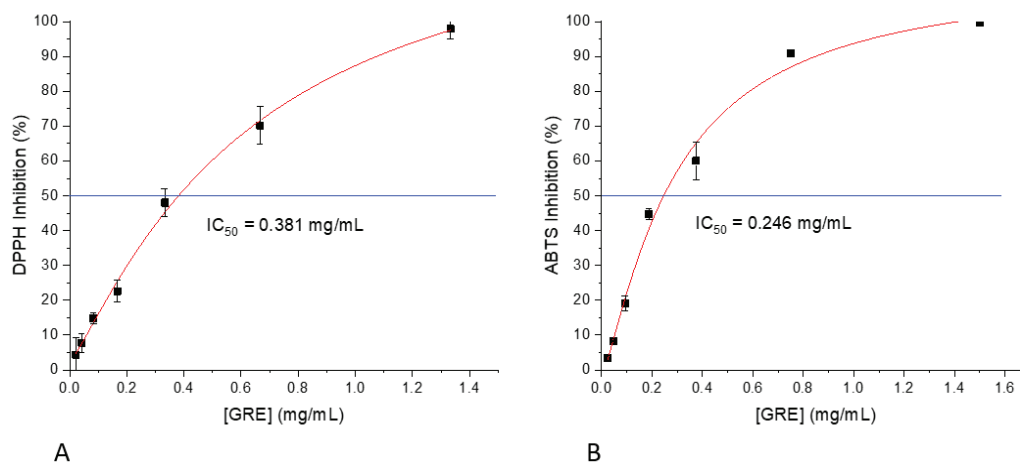 100
90
80
70
60
50
40
30
20
10
0
DPPH Inhibition (%)
IC50 = 0.381 mg/mL
0.0 0.2 0.4 0.6 0.8 1.0 1.2 1.4
[GRE] (mg/mL)
A
100
90
80
70
60
50
40
30
20
10
0
ABTS Inhibition (%)
IC50 = 0.246 mg/mL
0.0 0.2 0.4 0.6 0.8 1.0 1.2 1.4 1.6
[GRE] (mg/mL)
B